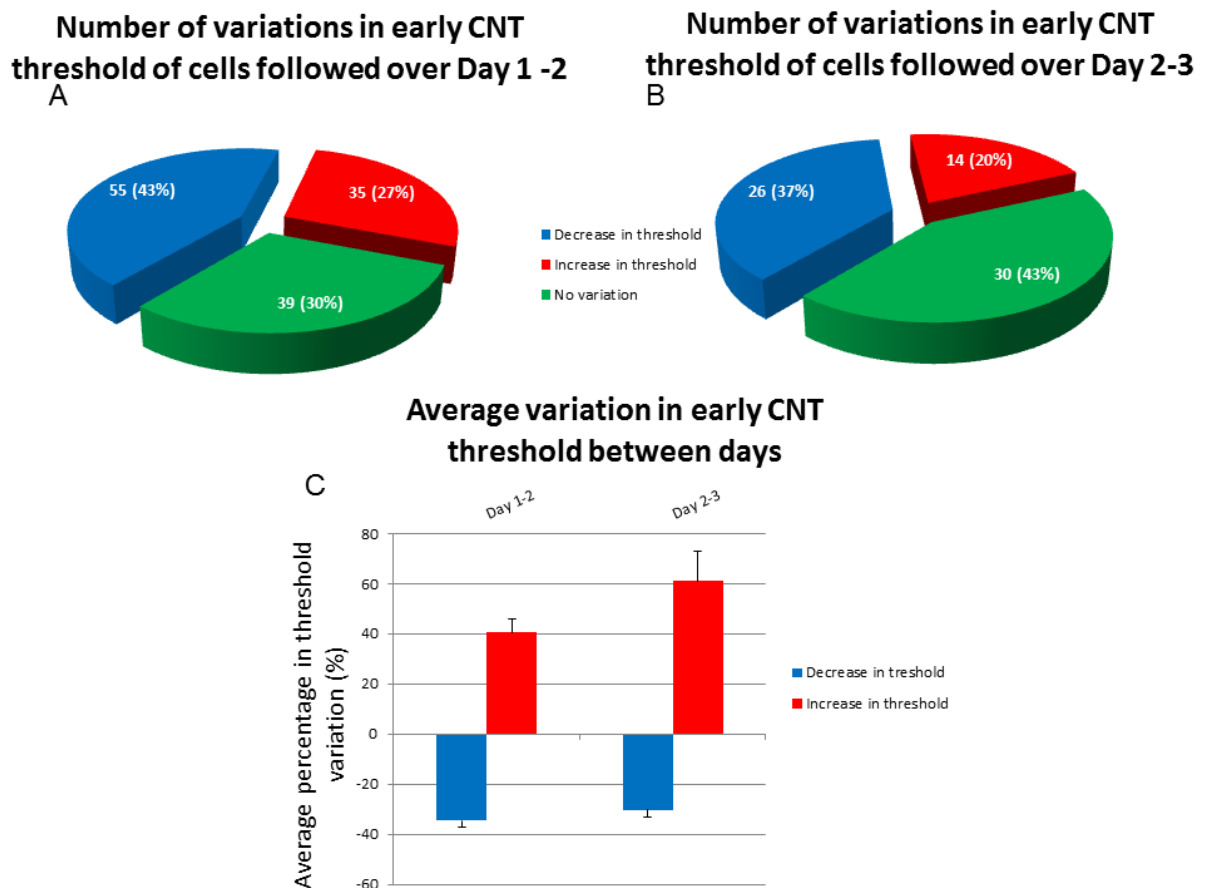 Number of variations in early CNT
threshold of cells followed over Day 1 -2
A
55 (43%)
35 (27%)
39 (30%)
Decrease in threshold
Increase in threshold
No variation
Number of variations in early CNT
threshold of cells followed over Day 2-3
B
26 (37%)
14 (20%)
30 (43%)
Average variation in early CNT
threshold between days
C
Day 1-2
Day 2-3
Average percentage in threshold
variation (%)
80
60
40
20
0
-20
-40
-60
Decrease in treshold
Increase in threshold